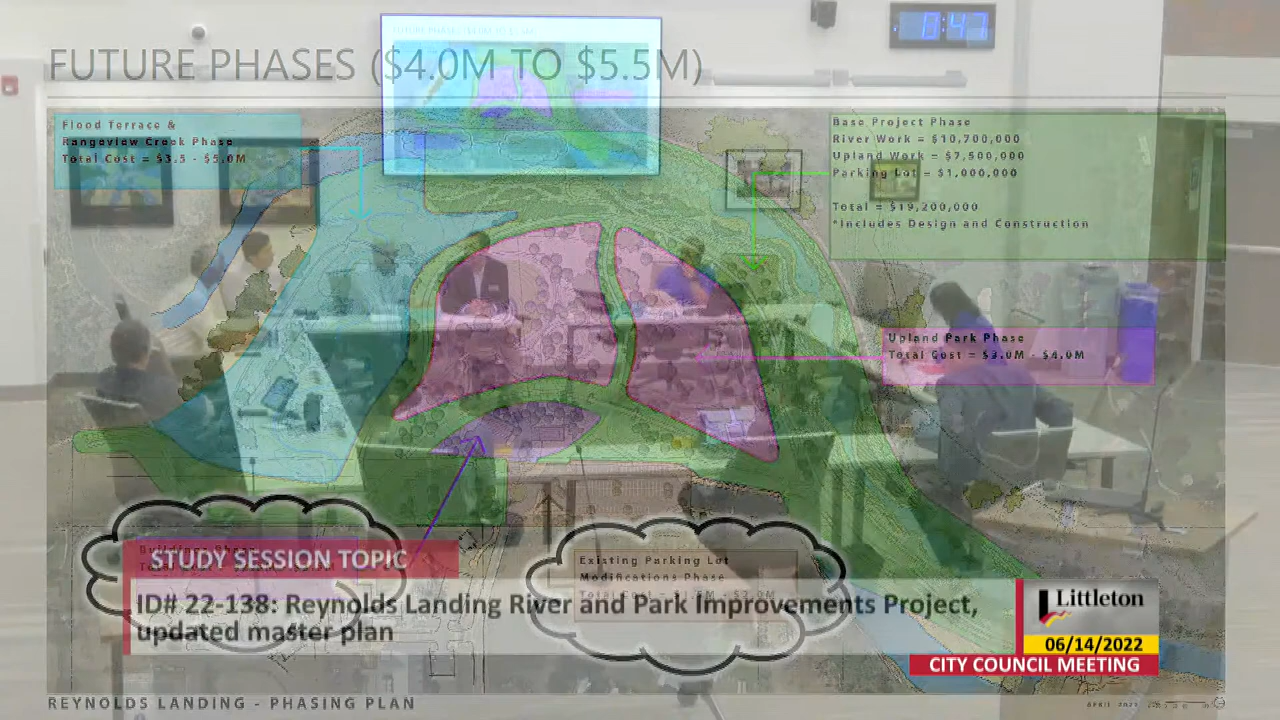 FUTURE PHASES ($4.0M TO $5.5M)
0:47
Flood Terrace &
Rangeview Creek Phase
Total Cost = $3.5 - $5.0M
Base Project Phase
River Work = $10,700,000
Upland Work = $7,500,000
Parking Lot = $1,000,000
Total = $19,200,000
*Includes Design and Construction
Upland Park Phase
Total Cost = $3.0M - $4.0M
Existing Parking Lot
Modifications Phase
STUDY SESSION TOPIC
ID# 22-138: Reynolds Landing River and Park Improvements Project,
updated master plan
Littleton
06/14/2022
CITY COUNCIL MEETING
REYNOLDS LANDING - PHASING PLAN
APRIL 2022